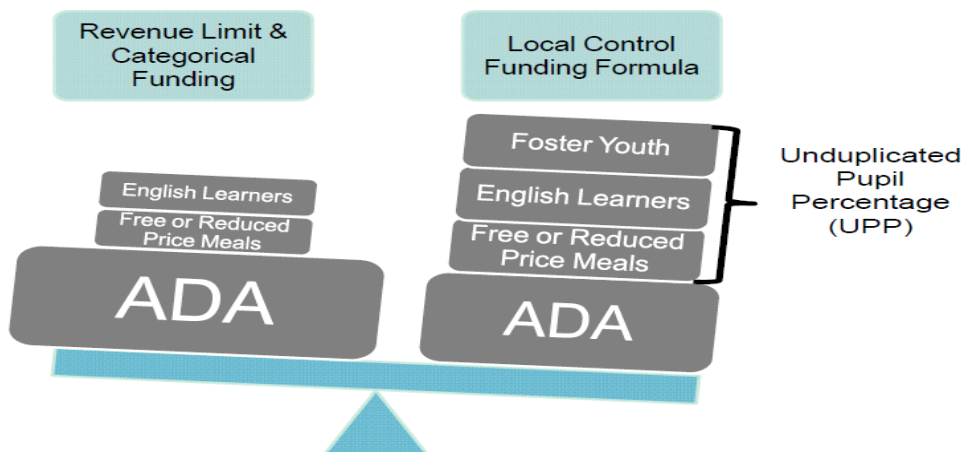 Revenue Limit &
Categorical
Funding
Local Control
Funding Formula
English Learners
Free or Reduced
Price Meals
ADA
Foster Youth
English Learners
Free or Reduced
Price Meals
ADA
Unduplicated
Pupil
Percentage
(UPP)